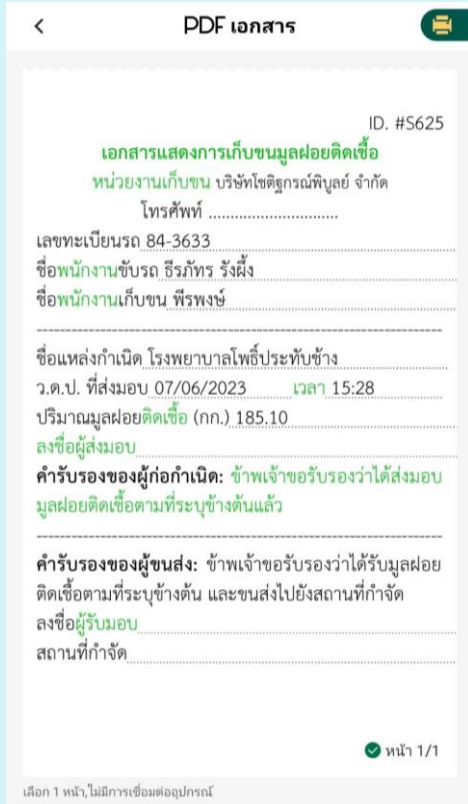 PDF เอกสาร
ID. #S625
เอกสารแสดงการเก็บขนมูลฝอยติดเชื้อ
หน่วยงานเก็บขน บริษัทโชติฐกรณ์พิบูลย์ จำกัด
โทรศัพท์ ..............................
เลขทะเบียนรถ 84-3633
ชื่อพนักงานขับรถ ธีรภัทร รังผึ้ง
ชื่อพนักงานเก็บขน พีรพงษ์
ชื่อแหล่งกำเนิด โรงพยาบาลโพธิ์ประทับช้าง
ว.ด.ป. ที่ส่งมอบ 07/06/2023 เวลา 15:28
ปริมาณมูลฝอยติดเชื้อ (กก.) 185.10
ลงชื่อผู้ส่งมอบ
คำรับรองของผู้ก่อกำเนิด: ข้าพเจ้าขอรับรองว่าได้ส่งมอบ
มูลฝอยติดเชื้อตามที่ระบุข้างต้นแล้ว
คำรับรองของผู้ขนส่ง: ข้าพเจ้าขอรับรองว่าได้รับมูลฝอย
ติดเชื้อตามที่ระบุข้างต้น และขนส่งไปยังสถานที่กำจัด
ลงชื่อผู้รับมอบ
สถานที่กำจัด
หน้า 1/1
เลือก 1 หน้า,ไม่มีการเชื่อมต่ออุปกรณ์